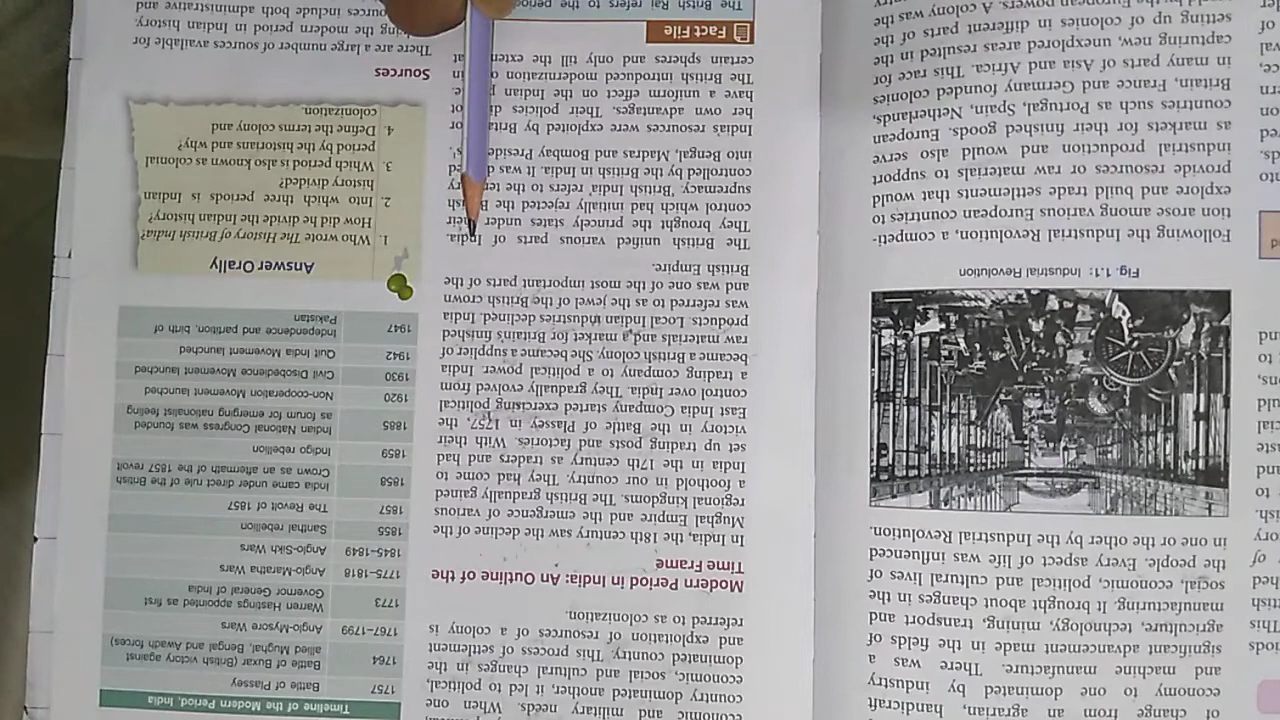 of change from an agrarian, handicraft
economy to one dominated by industry
and machine manufacture. There was a
significant advancement made in the fields of
agriculture, technology, mining, transport and
manufacturing. It brought about changes in the
social, economic, political and cultural lives of
the people. Every aspect of life was influenced
in one or the other by the Industrial Revolution.
Fig. 1.1: Industrial Revolution
Following the Industrial Revolution, a competi-
tion arose among various European countries to
explore and build trade settlements that would
provide resources or raw materials to support
industrial production and would also serve
as markets for their finished goods. European
countries such as Portugal, Spain, Netherlands,
Britain, France and Germany founded colonies
in many parts of Asia and Africa. This race for
capturing new, unexplored areas resulted in the
setting up of colonies in different parts of the
by the European powers. A colony was the
economic and military needs. When one
country dominated another, it led to political,
economic, social and cultural changes in the
dominated country. This process of settlement
and exploitation of resources of a colony is
referred to as colonization.
Modern Period in India: An Outline of the
Time Frame
In India, the 18th century saw the decline of the
Mughal Empire and the emergence of various
regional kingdoms. The British gradually gained
a foothold in our country. They had come to
India in the 17th century as traders and had
set up trading posts and factories. With their
victory in the Battle of Plassey in 1757, the
East India Company started exercising political
control over India. They gradually evolved from
a trading company to a political power. India
became a British colony. She became a supplier of
raw materials and a market for Britain's finished
products. Local Indian industries declined. India
was referred to as the jewel of the British crown
and was one of the most important parts of the
British Empire.
The British unified various parts of India.
They brought the princely states under their
control which had initially rejected the British
supremacy. 'British India' refers to the
controlled by the British in India. It was
into Bengal, Madras and Bombay
India's resources were exploited by for
her own advantages. Their policies not
have a uniform effect on the Indian
The British introduced modernization in
certain spheres and only till the
Fact File
The British Raj refers to the period
Timeline of the Modern Period, India
1757 Battle of Plassey
1764 Battle of Buxar (British victory against
allied Mughal, Bengal and Awadh forces)
1767–1799 Anglo-Mysore Wars
1773 Warren Hastings appointed as first
Governor General of India
1775–1818 Anglo-Maratha Wars
1845–1849 Anglo-Sikh Wars
1855 Santhal rebellion
1857 The Revolt of 1857
1858 India came under direct rule of the British
Crown as an aftermath of the 1857 revolt
1859 Indigo rebellion
1885 Indian National Congress was founded
as forum for emerging nationalist feeling
1920 Non-cooperation Movement launched
1930 Civil Disobedience Movement launched
1942 Quit India Movement launched
1947 Independence and partition, birth of
Pakistan
Answer Orally
1. Who wrote The History of British India?
How did he divide the Indian history?
2. Into which three periods is Indian
history divided?
3. Which period is also known as colonial
period by the historians and why?
4. Define the terms colony and
colonization.
Sources
There are a large number of sources available for
the modern period in Indian history.
sources include both administrative and